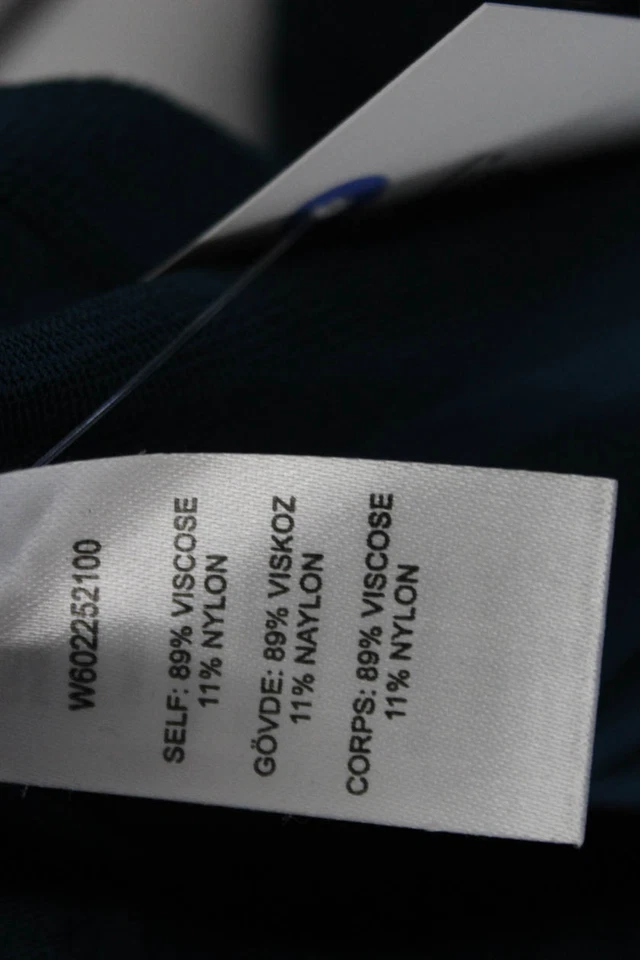 W602252100
SELF: 89% VISCOSE
11% NYLON
GÖVDE: 89% VISKOZ
11% NAYLON
CORPS: 89% VISCOSE
11% NYLON